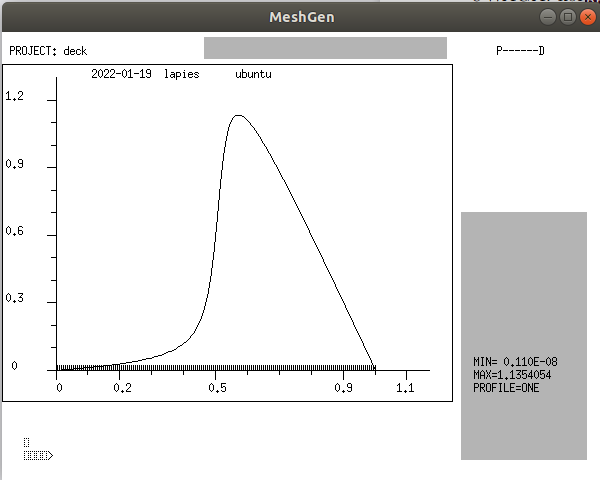 MeshGen
PROJECT: deck
P------D
2022-01-19 lapies ubuntu
1.2
0.9
0.6
0.3
0
0 0.2 0.5 0.9 1.1
MIN= 0.110E-08
MAX=1.1354054
PROFILE=ONE